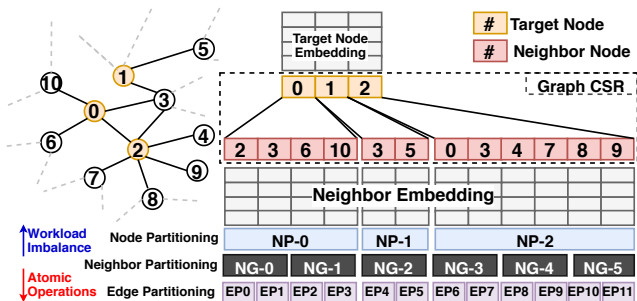 # Target Node
# Neighbor Node
Target Node
Embedding
Graph CSR
0 1 2
2 3 6 10 3 5 0 3 4 7 8 9
Neighbor Embedding
5
10
1
3
0
6
2
4
7
9
8
Workload
Imbalance
Node Partitioning
NP-0 NP-1 NP-2
Neighbor Partitioning
NG-0 NG-1 NG-2 NG-3 NG-4 NG-5
Atomic
Operations
Edge Partitioning
EP0 EP1 EP2 EP3 EP4 EP5 EP6 EP7 EP8 EP9 EP10 EP11